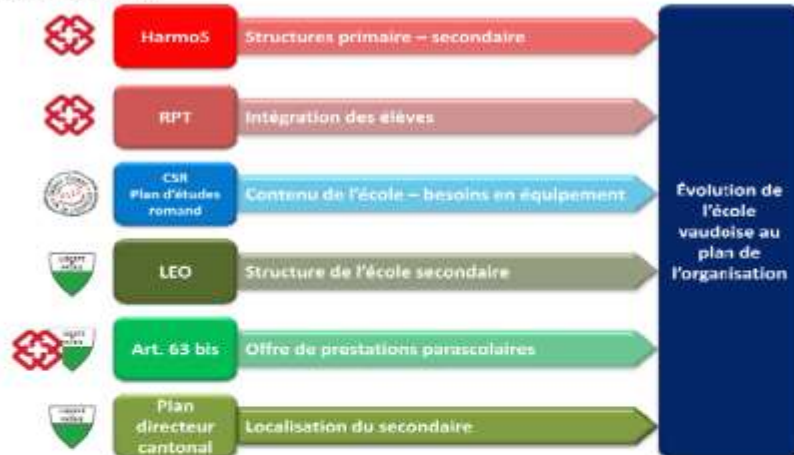 HarmoS
Structures primaire – secondaire
RPT
Intégration des élèves
CSR
Plan d'études
romand
Contenu de l'école – besoins en équipement
LEO
Structure de l'école secondaire
Art. 63 bis
Offre de prestations parascolaires
Plan
directeur
cantonal
Localisation du secondaire
Évolution de
l'école
vaudoise au
plan de
l'organisation